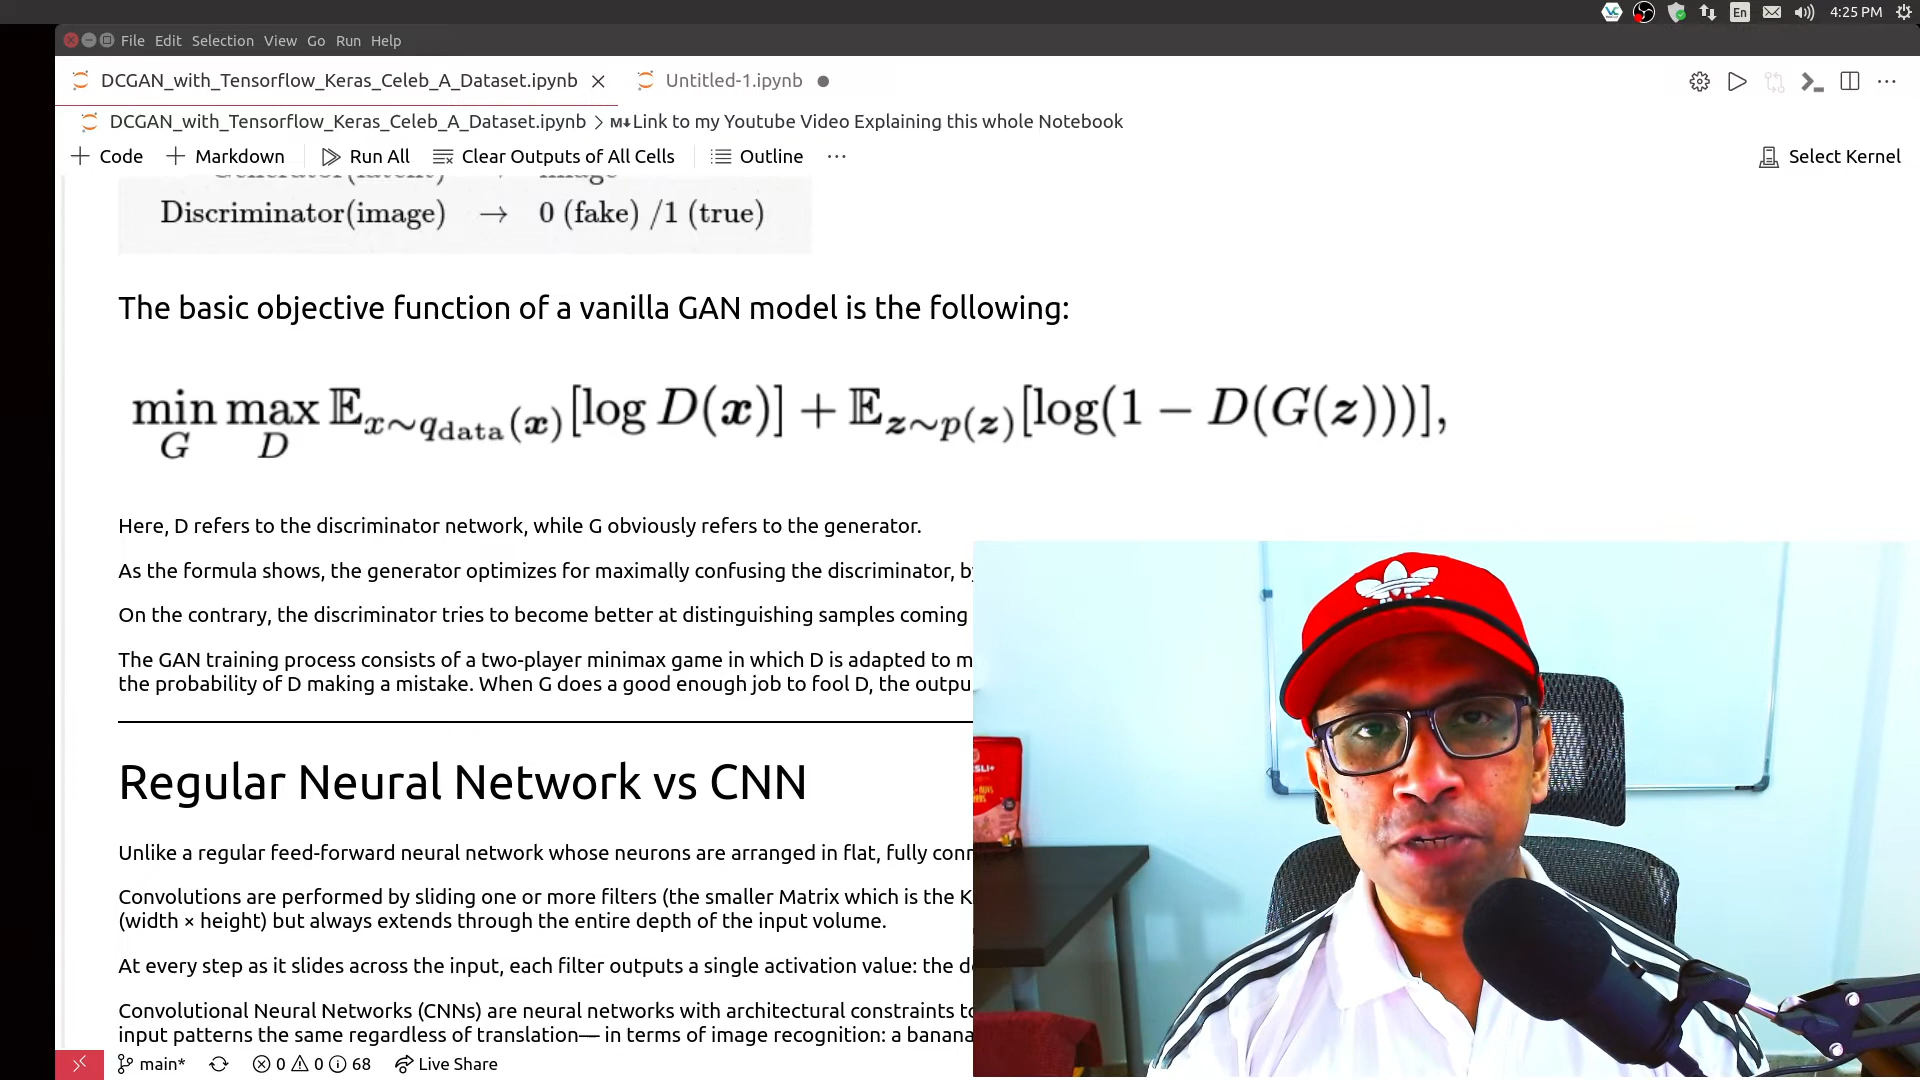 En 4:25 PM
File Edit Selection View Go Run Help
DCGAN_with_Tensorflow_Keras_Celeb_A_Dataset.ipynb Untitled-1.ipynb
DCGAN_with_Tensorflow_Keras_Celeb_A_Dataset.ipynb > M↓Link to my Youtube Video Explaining this whole Notebook
+ Code + Markdown Run All Clear Outputs of All Cells Outline ... Select Kernel
Discriminator(image) → 0 (fake) /1 (true)
The basic objective function of a vanilla GAN model is the following:
min_G max_D 𝔼_{x∼q_data(x)}[log D(x)] + 𝔼_{z∼p(z)}[log(1 − D(G(z)))],
Here, D refers to the discriminator network, while G obviously refers to the generator.
As the formula shows, the generator optimizes for maximally confusing the discriminator,
On the contrary, the discriminator tries to become better at distinguishing samples coming
The GAN training process consists of a two-player minimax game in which D is adapted to m
the probability of D making a mistake. When G does a good enough job to fool D, the outpu
Regular Neural Network vs CNN
Unlike a regular feed-forward neural network whose neurons are arranged in flat, fully conn
Convolutions are performed by sliding one or more filters (the smaller Matrix which is the K
(width × height) but always extends through the entire depth of the input volume.
At every step as it slides across the input, each filter outputs a single activation value: the d
Convolutional Neural Networks (CNNs) are neural networks with architectural constraints to
input patterns the same regardless of translation— in terms of image recognition: a banana
main* 0 0 68 Live Share